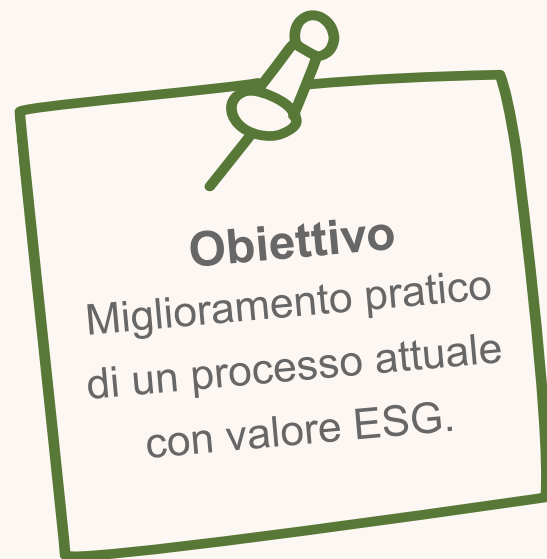 Obiettivo
Miglioramento pratico
di un processo attuale
con valore ESG.